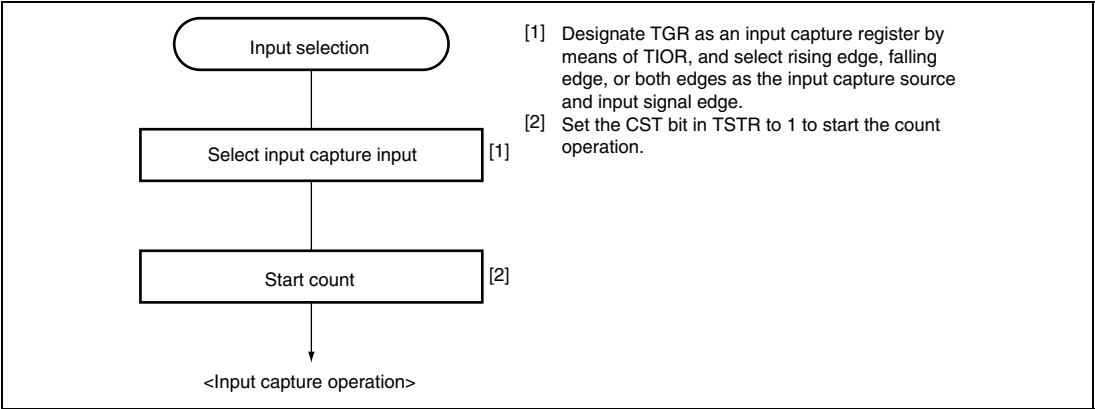 Input selection
Select input capture input
[1]
Start count
[2]
<Input capture operation>
[1] Designate TGR as an input capture register by
means of TIOR, and select rising edge, falling
edge, or both edges as the input capture source
and input signal edge.
[2] Set the CST bit in TSTR to 1 to start the count
operation.